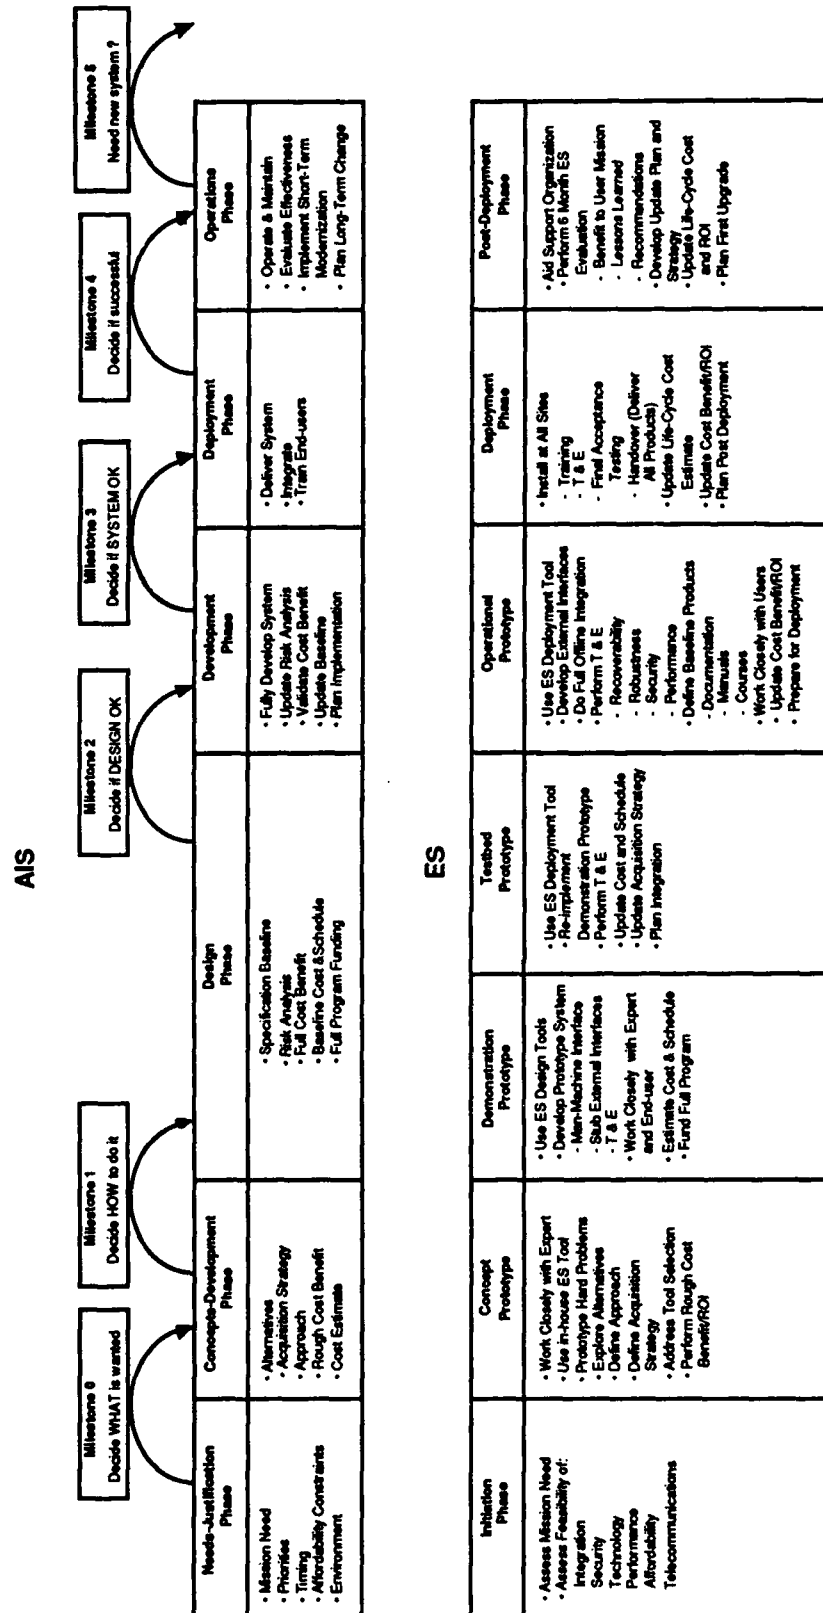 AIS
Milestone 0
Decide WHAT is wanted
Milestone 1
Decide HOW to do it
Milestone 2
Decide if DESIGN OK
Milestone 3
Decide if SYSTEM OK
Milestone 4
Decide if successful
Milestone 5
Need new system ?
Needs-Justification
Phase
• Mission Need
• Priorities
• Timing
• Affordability Constraints
• Environment
Concepts-Development
Phase
• Alternatives
• Acquisition Strategy
• Approach
• Rough Cost Benefit
• Cost Estimate
Design
Phase
• Specification Baseline
• Risk Analysis
• Full Cost Benefit
• Baseline Cost &Schedule
• Full Program Funding
Development
Phase
• Fully Develop System
• Update Risk Analysis
• Validate Cost Benefit
• Update Baseline
• Plan Implementation
Deployment
Phase
• Deliver System
• Integrate
• Train End-users
Operations
Phase
• Operate & Maintain
• Evaluate Effectiveness
• Implement Short-Term
Modernization
• Plan Long-Term Change
ES
Initiation
Phase
• Assess Mission Need
• Assess Feasibility of:
Integration
Security
Technology
Performance
Affordability
Telecommunications
Concept
Prototype
• Work Closely with Expert
• Use in-house ES Tool
• Prototype Hard Problems
• Explore Alternatives
• Define Approach
• Define Acquisition
Strategy
• Address Tool Selection
• Perform Rough Cost
Benefit/ROI
Demonstration
Prototype
• Use ES Design Tools
• Develop Prototype System
- Man-Machine Interface
- Stub External Interfaces
- T & E
• Work Closely with Expert
and End-user
• Estimate Cost & Schedule
• Fund Full Program
Testbed
Prototype
• Use ES Deployment Tool
• Re-implement
Demonstration Prototype
• Perform T & E
• Update Cost and Schedule
• Update Acquisition Strategy
• Plan Integration
Operational
Prototype
• Use ES Deployment Tool
• Develop External Interfaces
• Do Full Offline Integration
• Perform T & E
- Recoverability
- Robustness
- Security
- Performance
• Define Baseline Products
- Documentation
- Manuals
- Courses
• Work Closely with Users
• Update Cost Benefit/ROI
• Prepare for Deployment
Deployment
Phase
• Install at All Sites
- Training
- T & E
- Final Acceptance
Testing
- Handover (Deliver
All Products)
• Update Life-Cycle Cost
Estimate
• Update Cost Benefit/ROI
• Plan Post Deployment
Post-Deployment
Phase
• Aid Support Organization
• Perform 6 Month ES
Evaluation
- Benefit to User Mission
- Lessons Learned
- Recommendations
• Develop Update Plan and
Strategy
• Update Life-Cycle Cost
and ROI
• Plan First Upgrade